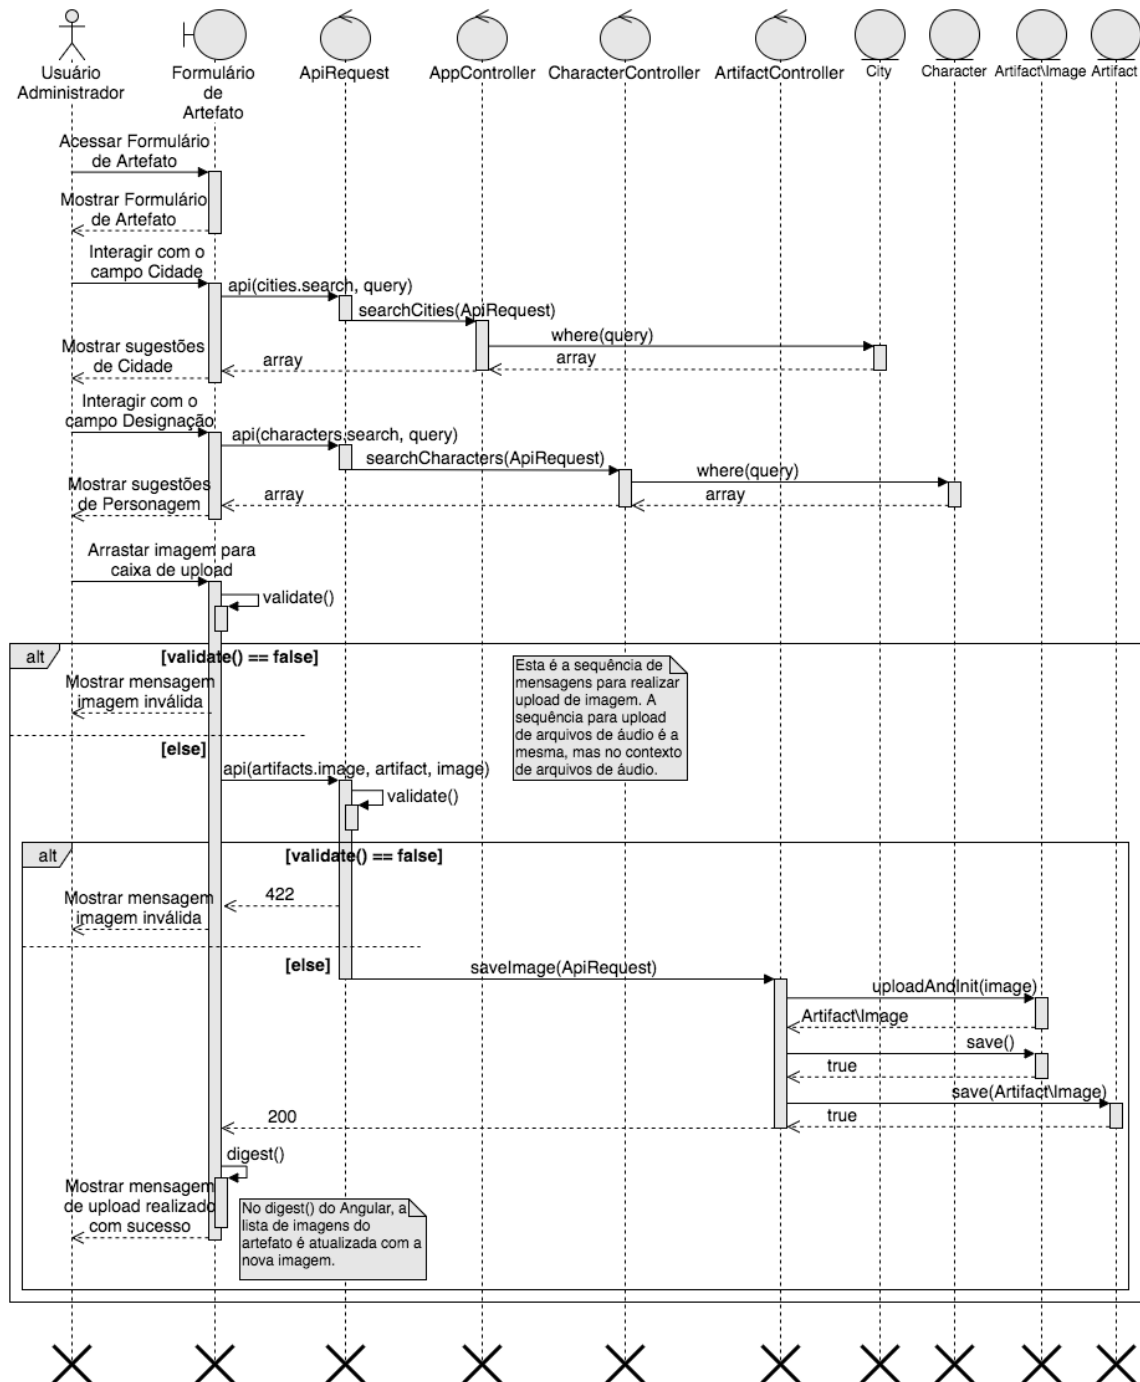 Usuário
Administrador
Formulário
de
Artefato
ApiRequest
AppController
CharacterController
ArtifactController
City
Character
Artifact\Image
Artifact
Acessar Formulário
de Artefato
Mostrar Formulário
de Artefato
Interagir com o
campo Cidade
api(cities.search, query)
searchCities(ApiRequest)
where(query)
array
array
Mostrar sugestões
de Cidade
Interagir com o
campo Designação
api(characters.search, query)
searchCharacters(ApiRequest)
where(query)
array
array
Mostrar sugestões
de Personagem
Arrastar imagem para
caixa de upload
validate()
alt
[validate() == false]
Mostrar mensagem
imagem inválida
Esta é a sequência de
mensagens para realizar
upload de imagem. A
sequência para upload
de arquivos de áudio é a
mesma, mas no contexto
de arquivos de áudio.
[else]
api(artifacts.image, artifact, image)
validate()
alt
[validate() == false]
422
Mostrar mensagem
imagem inválida
[else]
saveImage(ApiRequest)
uploadAndInit(image)
Artifact\Image
save()
true
save(Artifact\Image)
true
200
digest()
Mostrar mensagem
de upload realizado
com sucesso
No digest() do Angular, a
lista de imagens do
artefato é atualizada com a
nova imagem.